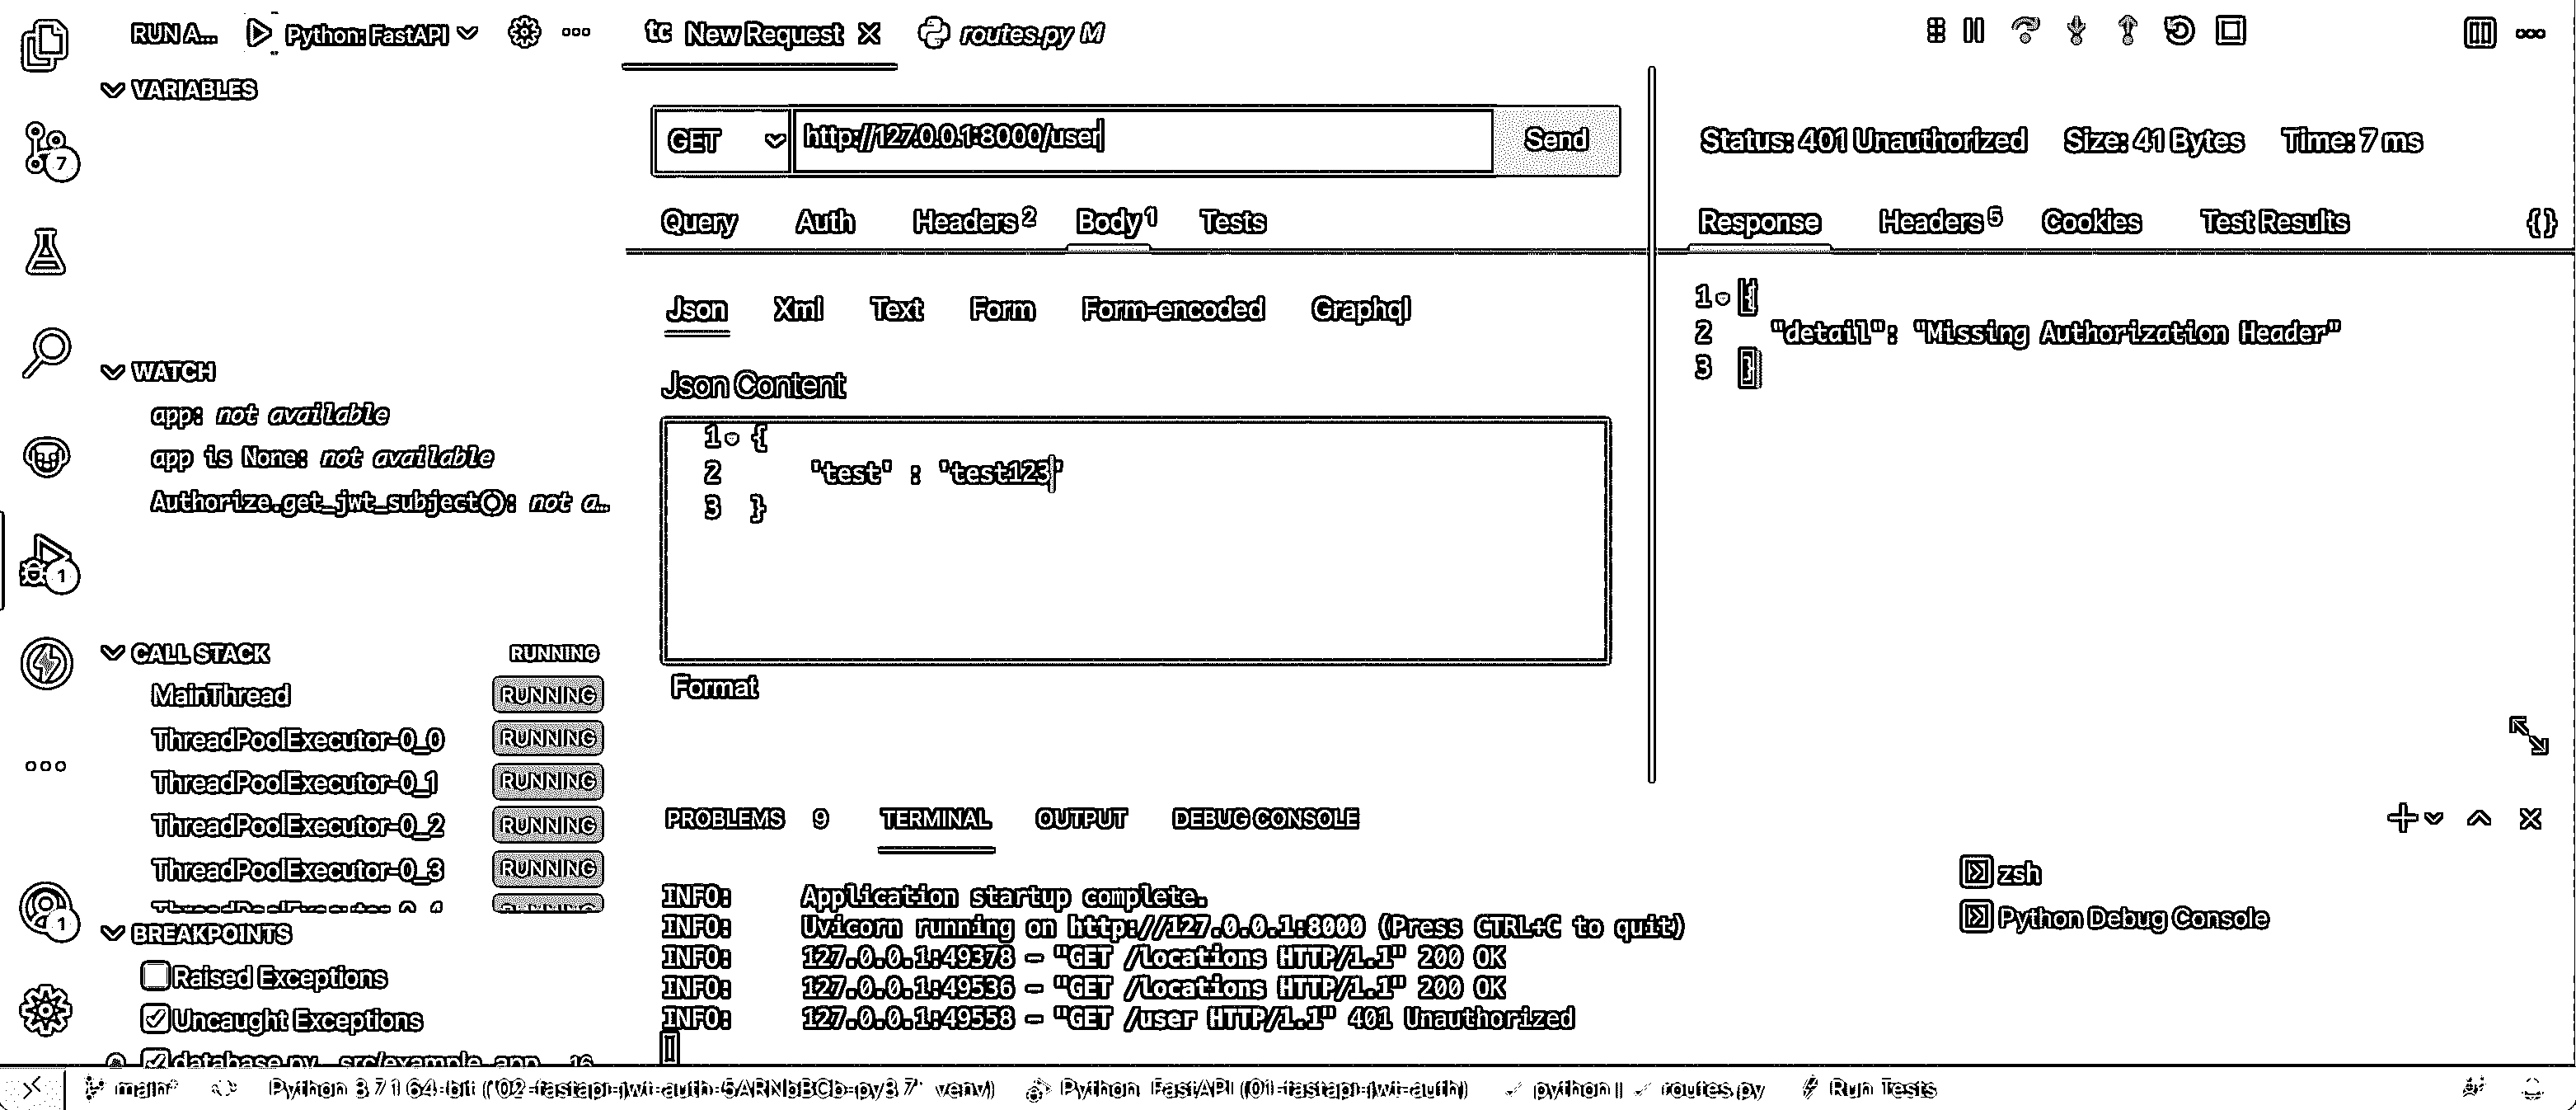 RUN A... Python: FastAPI
VARIABLES
WATCH
app: not available
app is None: not available
Authorize.get_jwt_subject(): not a...
CALL STACK RUNNING
MainThread RUNNING
ThreadPoolExecutor-0_0 RUNNING
ThreadPoolExecutor-0_1 RUNNING
ThreadPoolExecutor-0_2 RUNNING
ThreadPoolExecutor-0_3 RUNNING
BREAKPOINTS
Raised Exceptions
Uncaught Exceptions
database.py src/example_app 16
7
1
1
tc New Request routes.py M
GET http://127.0.0.1:8000/user Send
Query Auth Headers 2 Body 1 Tests
Json Xml Text Form Form-encoded Graphql
Json Content
1 {
2 'test' : 'test123'
3 }
Format
Status: 401 Unauthorized Size: 41 Bytes Time: 7 ms
Response Headers 5 Cookies Test Results {}
1 {
2 "detail": "Missing Authorization Header"
3 }
PROBLEMS 9 TERMINAL OUTPUT DEBUG CONSOLE
INFO: Application startup complete.
INFO: Uvicorn running on http://127.0.0.1:8000 (Press CTRL+C to quit)
INFO: 127.0.0.1:49378 - "GET /locations HTTP/1.1" 200 OK
INFO: 127.0.0.1:49536 - "GET /locations HTTP/1.1" 200 OK
INFO: 127.0.0.1:49558 - "GET /user HTTP/1.1" 401 Unauthorized
zsh
Python Debug Console
main* Python 3.7.1 64-bit ('02-fastapi-jwt-auth-5ARNbBCb-py3.7': venv) Python: FastAPI (01-fastapi-jwt-auth) python | routes.py Run Tests